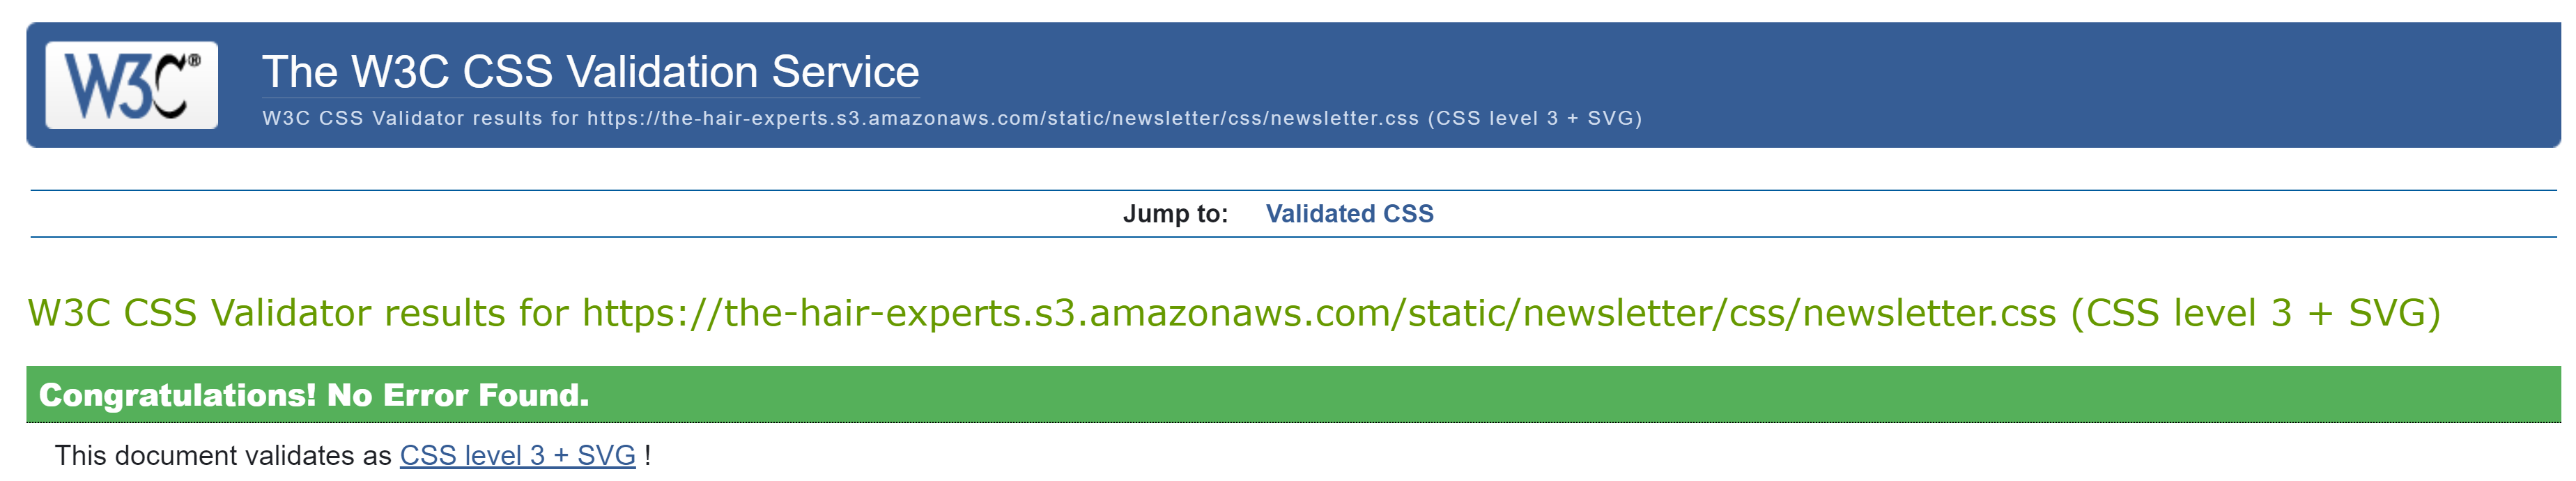 W3C®
The W3C CSS Validation Service
W3C CSS Validator results for https://the-hair-experts.s3.amazonaws.com/static/newsletter/css/newsletter.css (CSS level 3 + SVG)
Jump to: Validated CSS
W3C CSS Validator results for https://the-hair-experts.s3.amazonaws.com/static/newsletter/css/newsletter.css (CSS level 3 + SVG)
Congratulations! No Error Found.
This document validates as CSS level 3 + SVG !